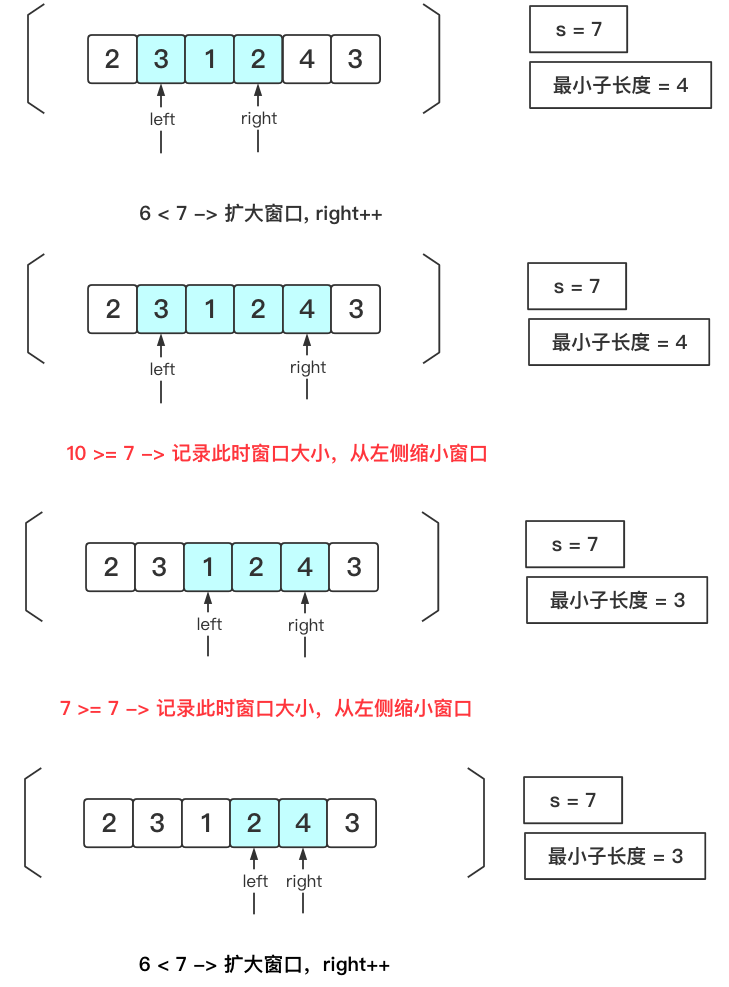 2 3 1 2 4 3
s = 7
最小子长度 = 4
left right
6 < 7 –> 扩大窗口, right++
2 3 1 2 4 3
s = 7
最小子长度 = 4
left right
10 >= 7 –> 记录此时窗口大小，从左侧缩小窗口
2 3 1 2 4 3
s = 7
最小子长度 = 3
left right
7 >= 7 –> 记录此时窗口大小，从左侧缩小窗口
2 3 1 2 4 3
s = 7
最小子长度 = 3
left right
6 < 7 –> 扩大窗口，right++